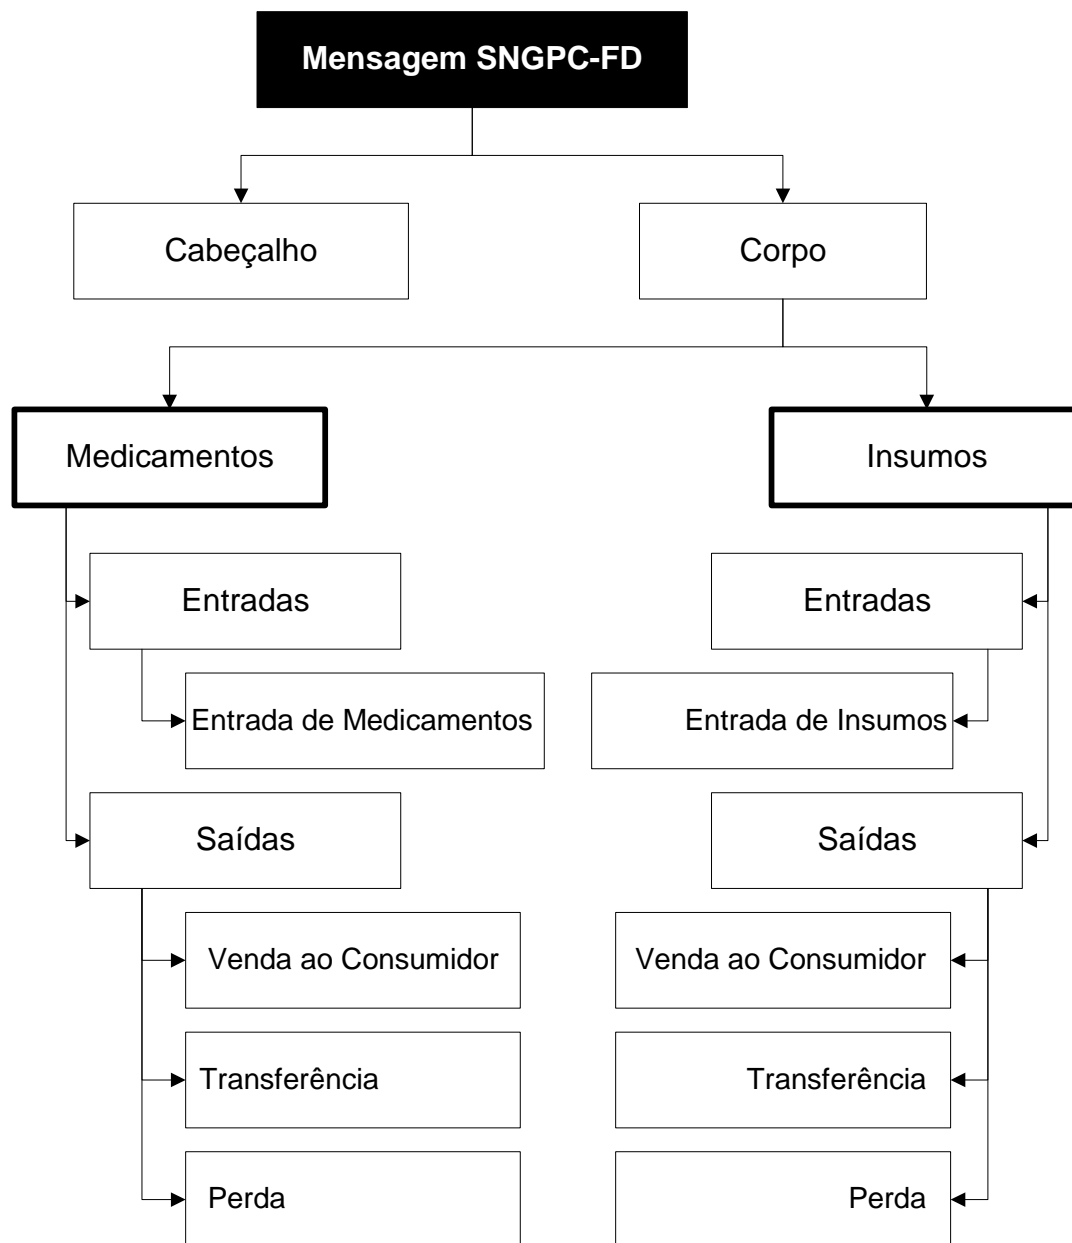 Mensagem SNGPC-FD
Cabeçalho
Corpo
Medicamentos
Insumos
Entradas
Entradas
Entrada de Medicamentos
Entrada de Insumos
Saídas
Saídas
Venda ao Consumidor
Venda ao Consumidor
Transferência
Transferência
Perda
Perda